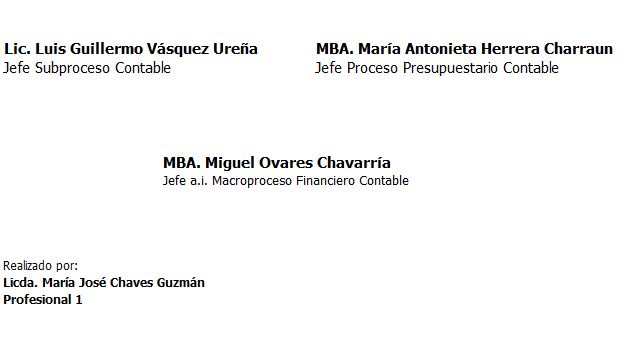 Lic. Luis Guillermo Vásquez Ureña
Jefe Subproceso Contable
MBA. María Antonieta Herrera Charraun
Jefe Proceso Presupuestario Contable
MBA. Miguel Ovares Chavarría
Jefe a.i. Macroproceso Financiero Contable
Realizado por:
Licda. María José Chaves Guzmán
Profesional 1